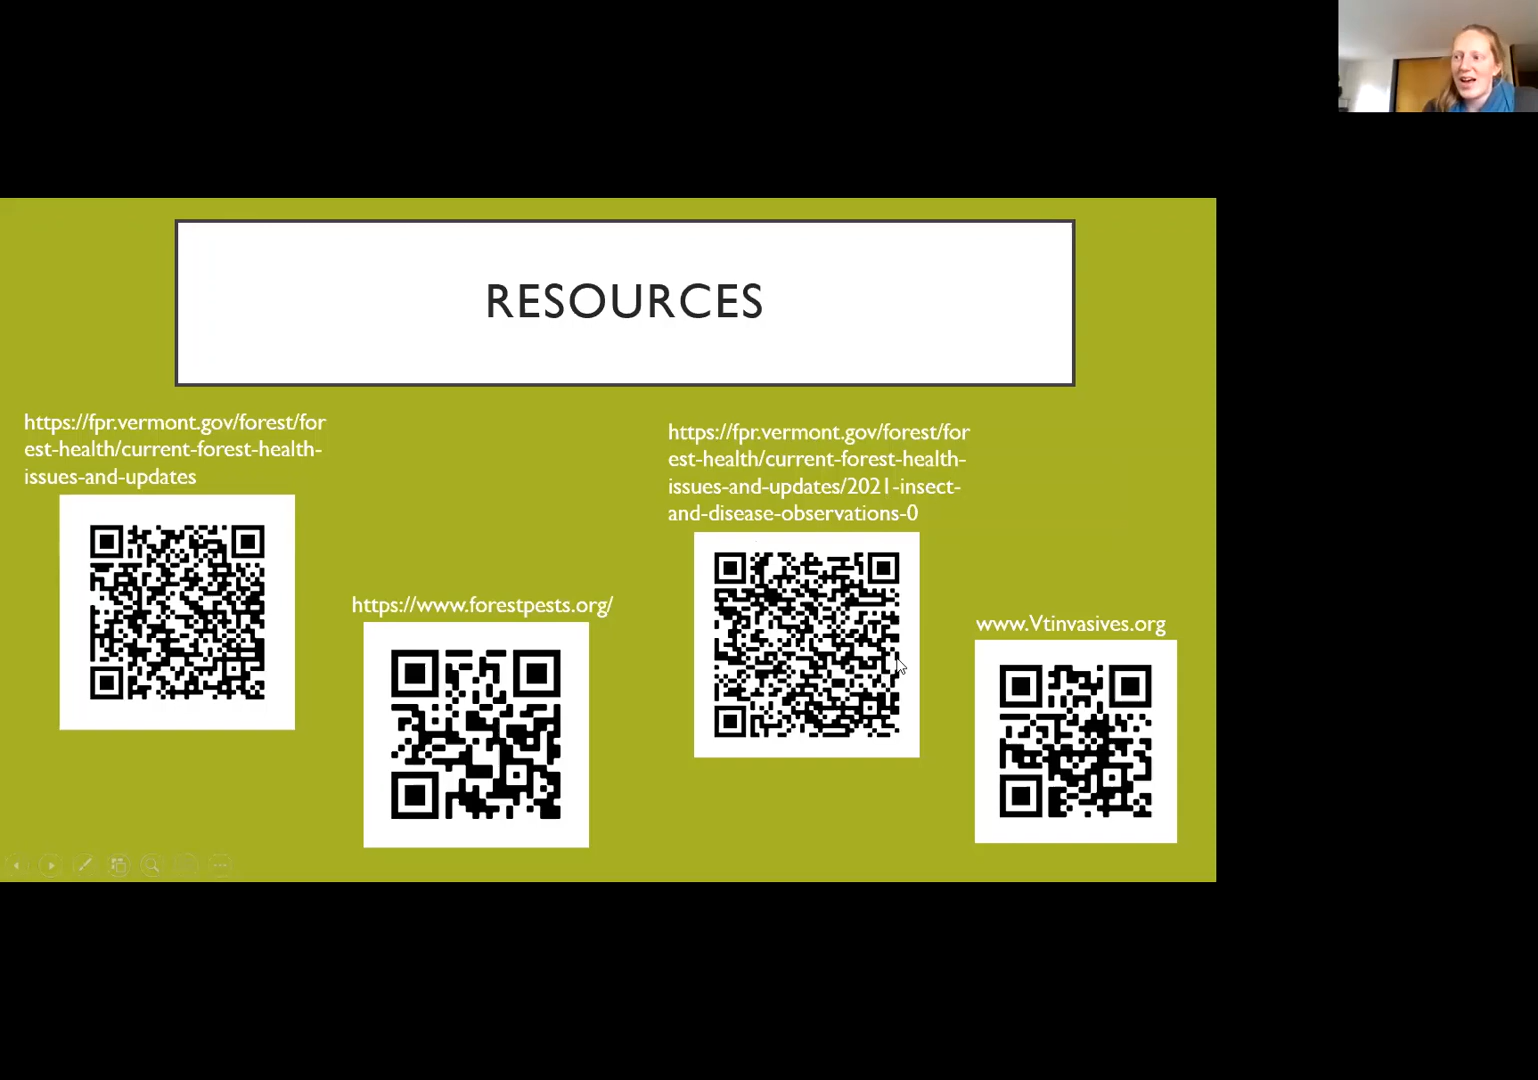 RESOURCES
https://fpr.vermont.gov/forest/for
est-health/current-forest-health-
issues-and-updates
https://www.forestpests.org/
https://fpr.vermont.gov/forest/for
est-health/current-forest-health-
issues-and-updates/2021-insect-
and-disease-observations-0
www.Vtinvasives.org